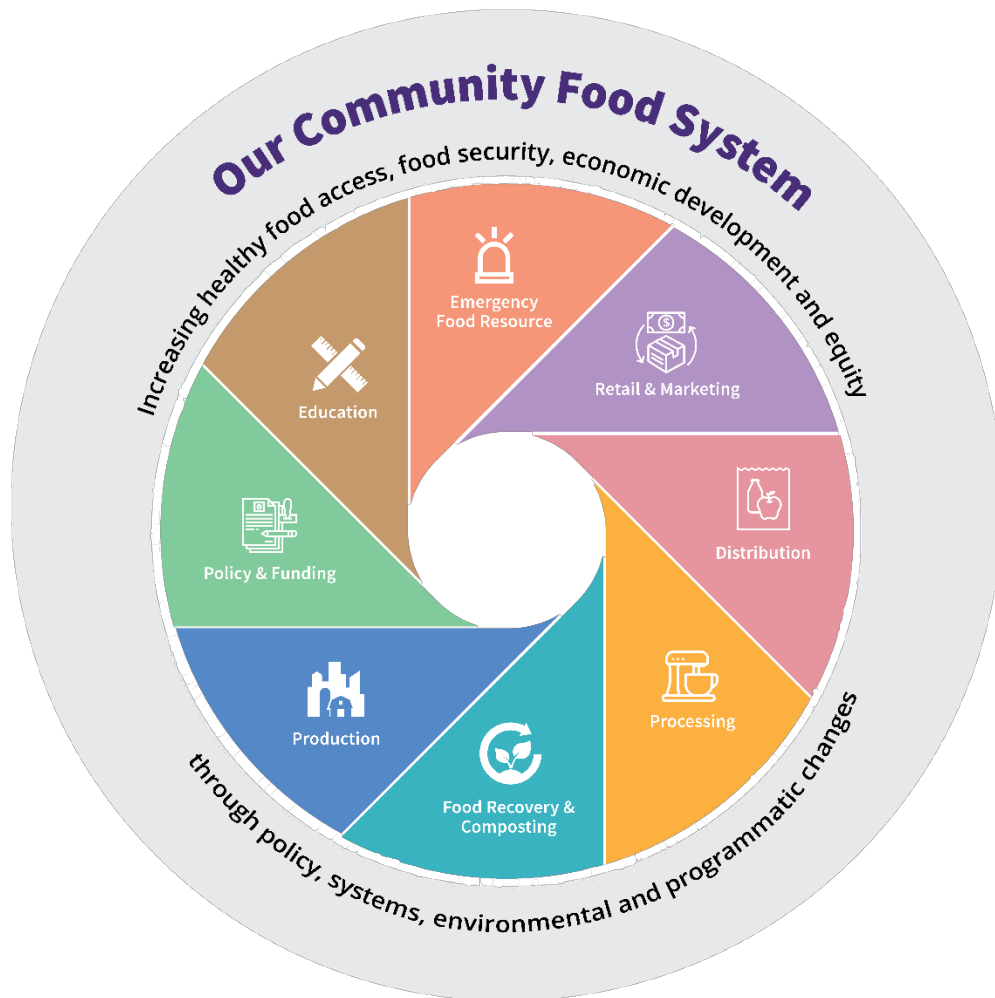 Our Community Food System
Increasing healthy food access, food security, economic development and equity
Emergency
Food Resource
Retail & Marketing
$
Distribution
Processing
Food Recovery &
Composting
Production
Policy & Funding
Education
through policy, systems, environmental and programmatic changes